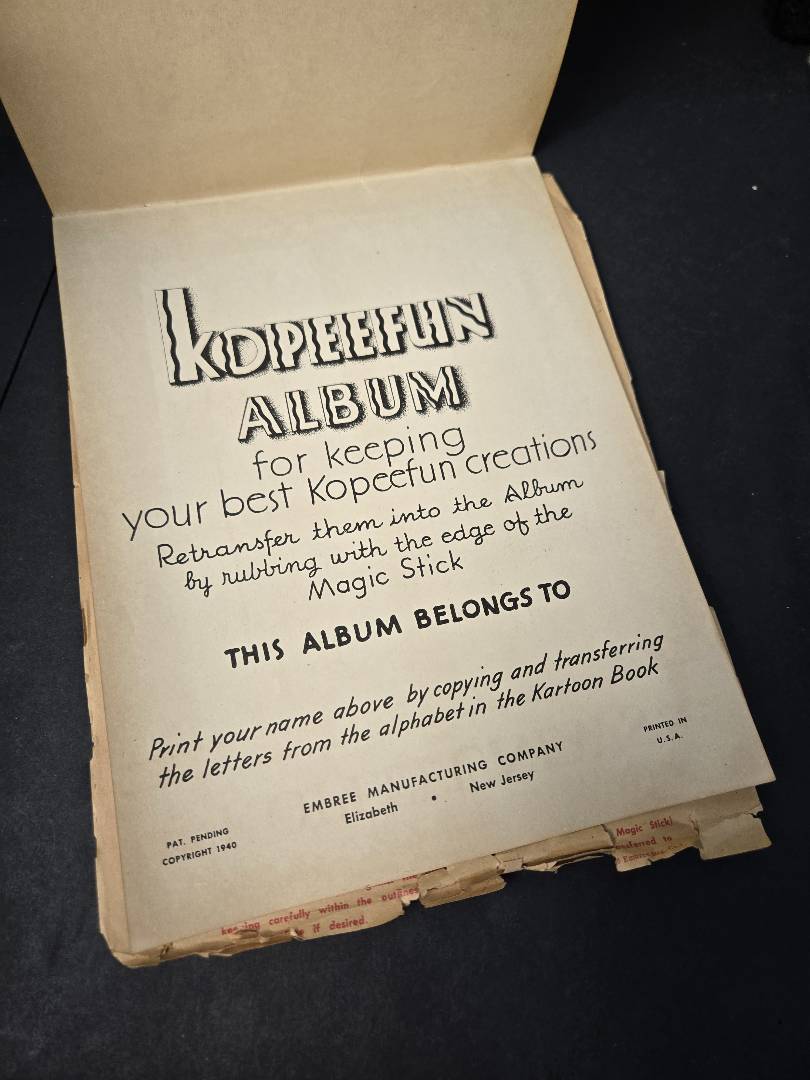 KOPEEFUN
ALBUM
for keeping
your best Kopeefun creations
Retransfer them into the Album
by rubbing with the edge of the
Magic Stick
THIS ALBUM BELONGS TO
Print your name above by copying and transferring
the letters from the alphabet in the Kartoon Book
EMBREE MANUFACTURING COMPANY
Elizabeth • New Jersey
PRINTED IN
U.S.A.
PAT. PENDING
COPYRIGHT 1940
Magic Stick)
to
carefully within the outlines
if desired.